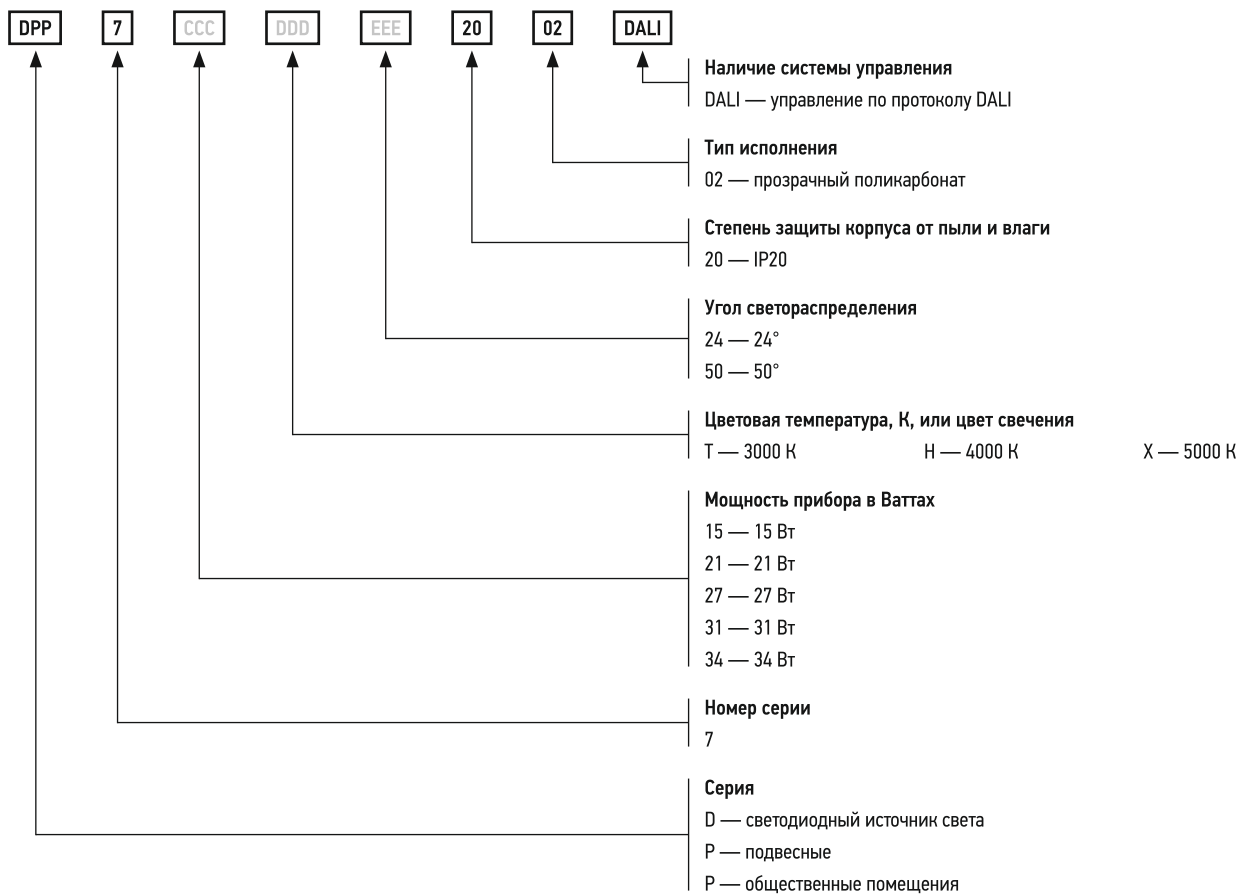 DPP 7 CCC DDD EEE 20 02 DALI
Наличие системы управления
DALI — управление по протоколу DALI
Тип исполнения
02 — прозрачный поликарбонат
Степень защиты корпуса от пыли и влаги
20 — IP20
Угол светораспределения
24 — 24°
50 — 50°
Цветовая температура, К, или цвет свечения
Т — 3000 К Н — 4000 К Х — 5000 К
Мощность прибора в Ваттах
15 — 15 Вт
21 — 21 Вт
27 — 27 Вт
31 — 31 Вт
34 — 34 Вт
Номер серии
7
Серия
D — светодиодный источник света
P — подвесные
P — общественные помещения